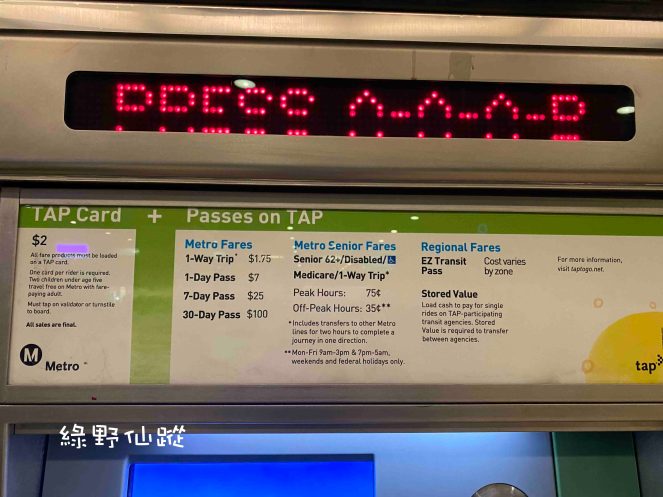 TAP Card + Passes on TAP
$2
All fare products must be loaded
on a TAP card.
One card per rider is required.
Two children under age five
travel free on Metro with fare-
paying adult.
Must tap on validator or turnstile
to board.
All sales are final.
M Metro
Metro Fares
1-Way Trip* $1.75
1-Day Pass $7
7-Day Pass $25
30-Day Pass $100
Metro Senior Fares
Senior 62+/Disabled/
Medicare/1-Way Trip*
Peak Hours: 75¢
Off-Peak Hours: 35¢**
*Includes transfers to other Metro
lines for two hours to complete a
journey in one direction.
**Mon-Fri 9am-3pm & 7pm-5am,
weekends and federal holidays only.
Regional Fares
EZ Transit Cost varies
Pass by zone
Stored Value
Load cash to pay for single
rides on TAP-participating
transit agencies. Stored
Value is required to transfer
between agencies.
For more information,
visit taptogo.net.
tap
綠野仙蹤